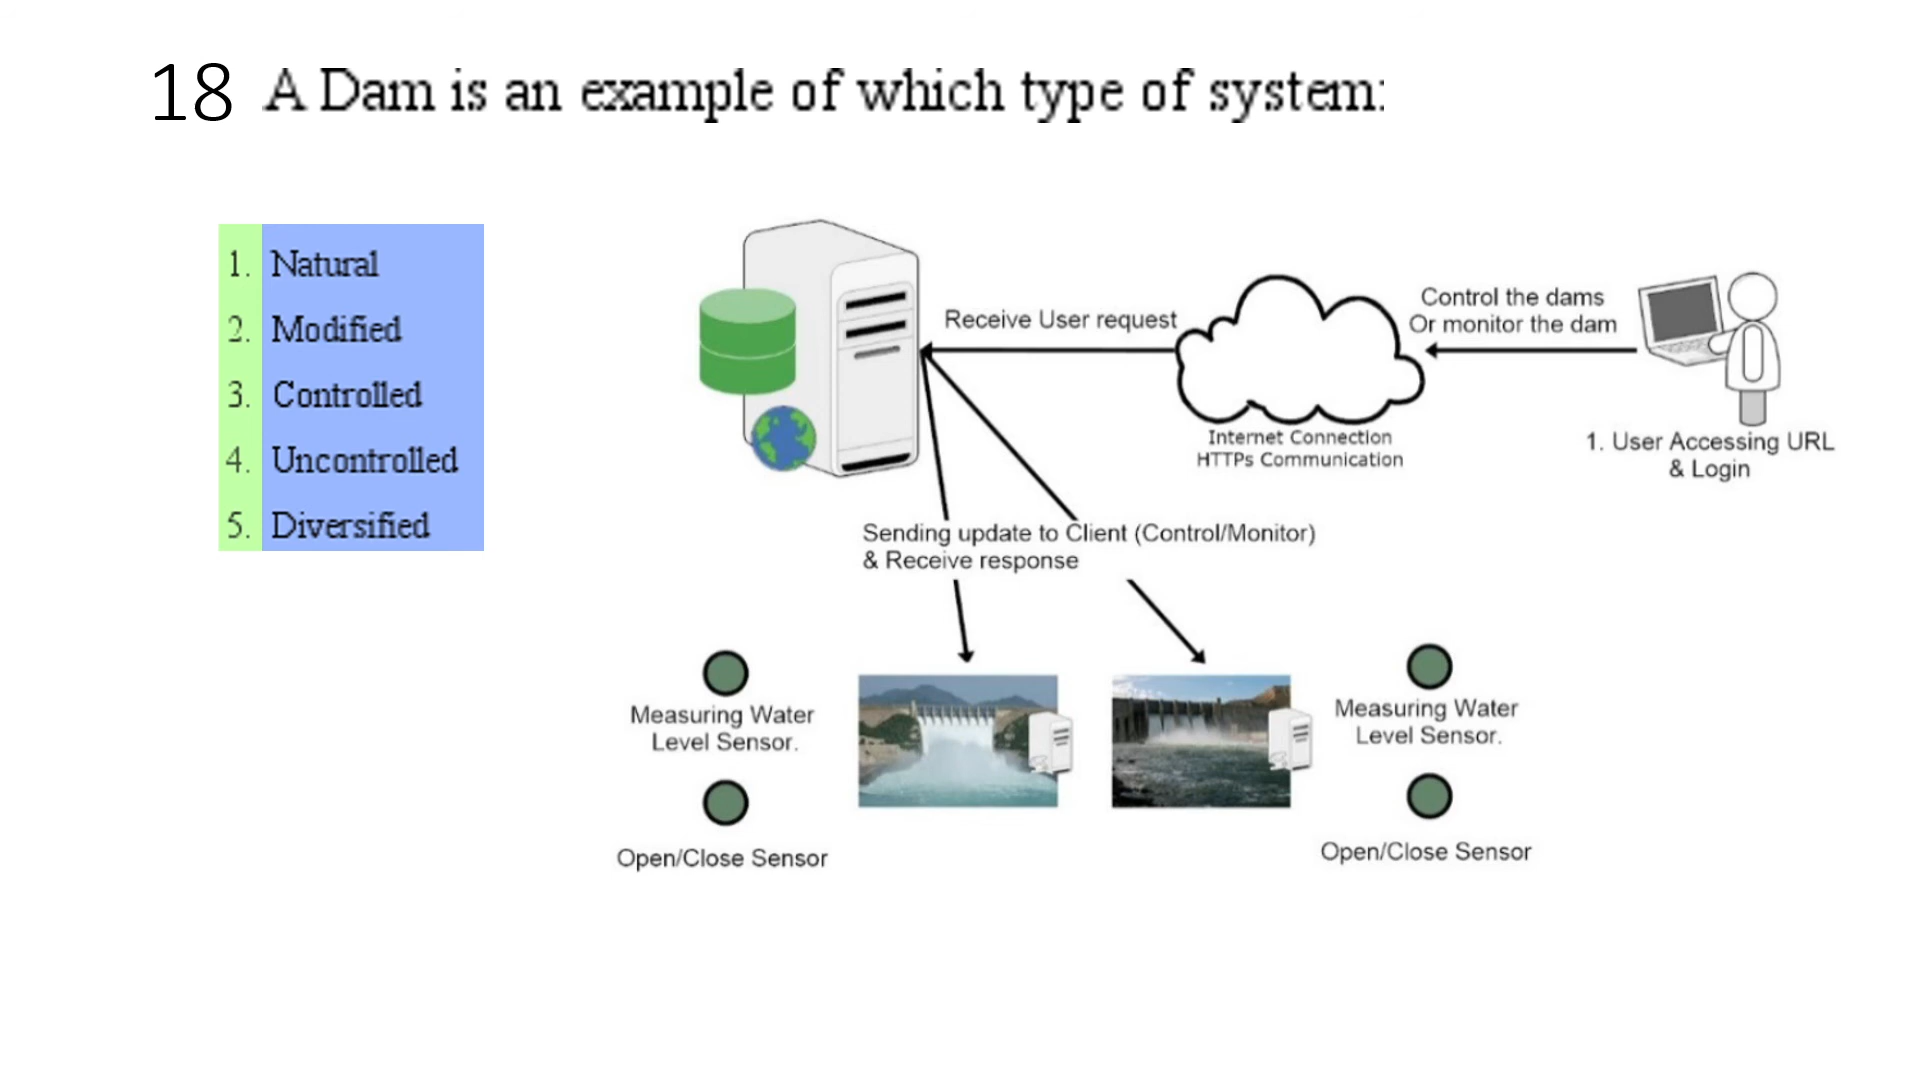 18 A Dam is an example of which type of system:
1. Natural
2. Modified
3. Controlled
4. Uncontrolled
5. Diversified
Receive User request
Control the dams
Or monitor the dam
Internet Connection
HTTPs Communication
1. User Accessing URL
& Login
Sending update to Client (Control/Monitor)
& Receive response
Measuring Water
Level Sensor.
Open/Close Sensor
Measuring Water
Level Sensor.
Open/Close Sensor